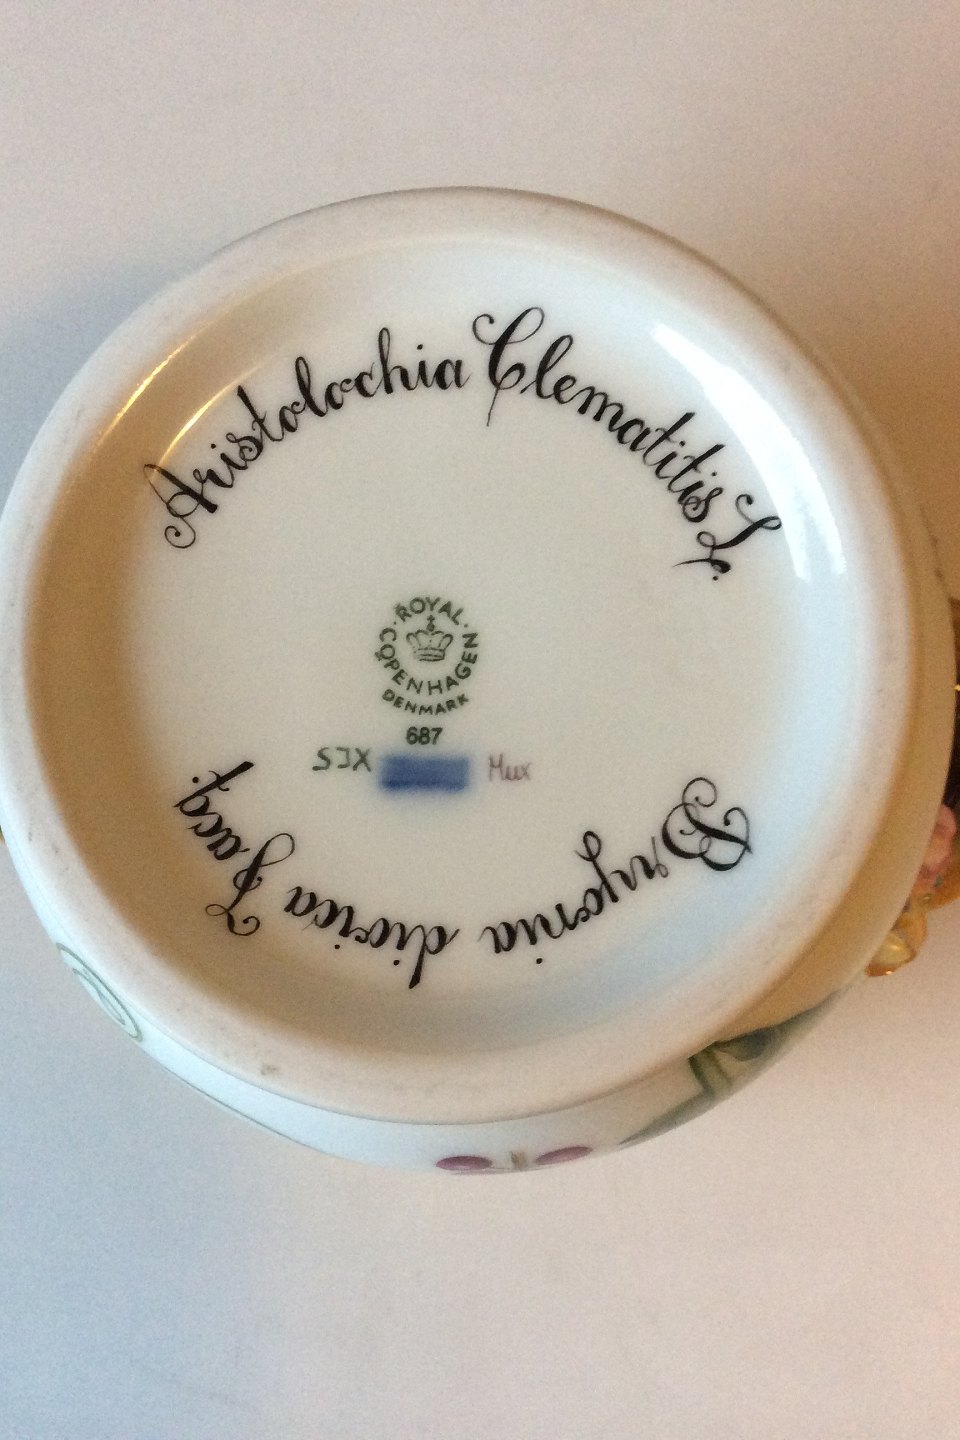 Aristolochia Clematitis L.
ROYAL
COPENHAGEN
DENMARK
687
SJX
Mux
Bryonia dioica Jacq.